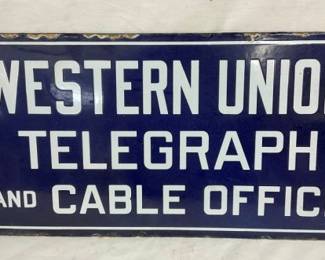 WESTERN UNIO
TELEGRAPH
AND CABLE OFFIC